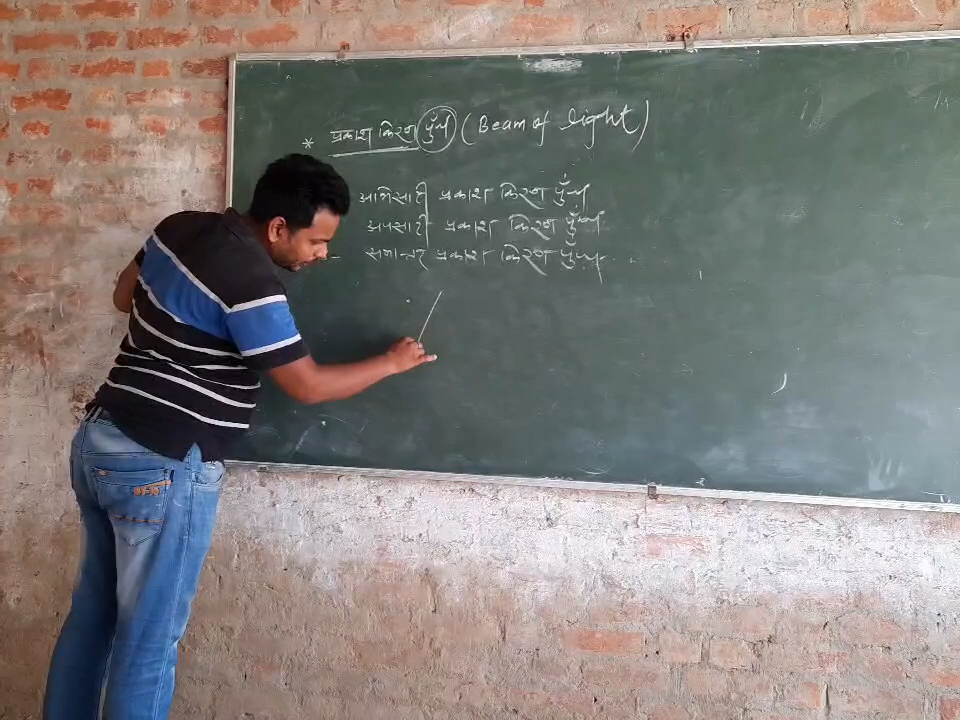 * प्रकाश किरण पुँज (Beam of light)
अभिसारी प्रकाश किरण पुँज
अपसारी प्रकाश किरण पुँज
समान्तर प्रकाश किरण पुँज